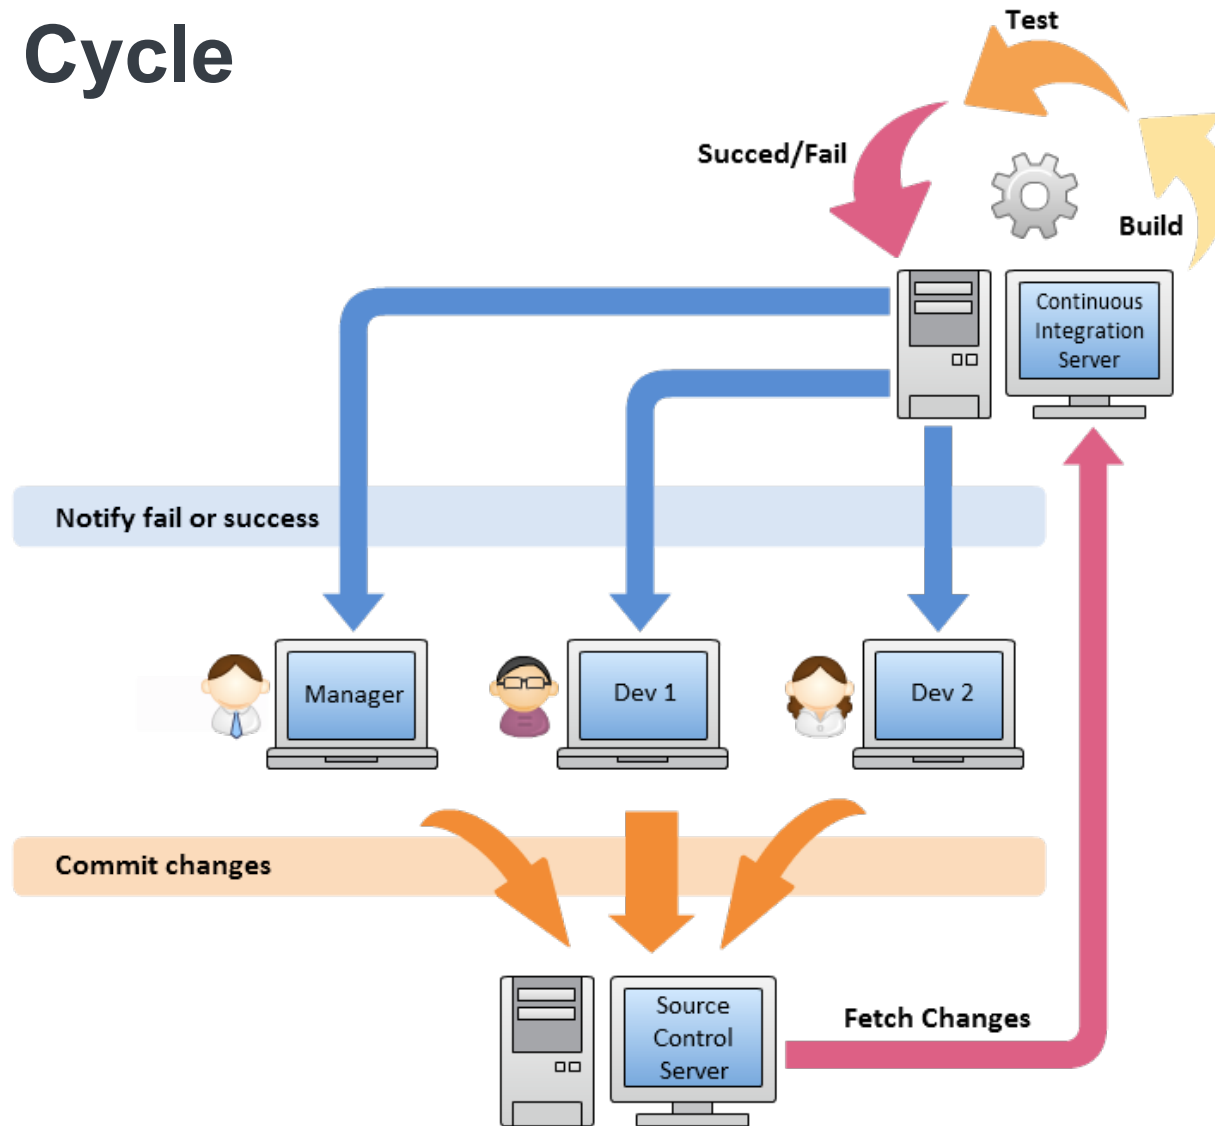 Cycle
Test
Succed/Fail
Build
Continuous
Integration
Server
Notify fail or success
Manager
Dev 1
Dev 2
Commit changes
Source
Control
Server
Fetch Changes